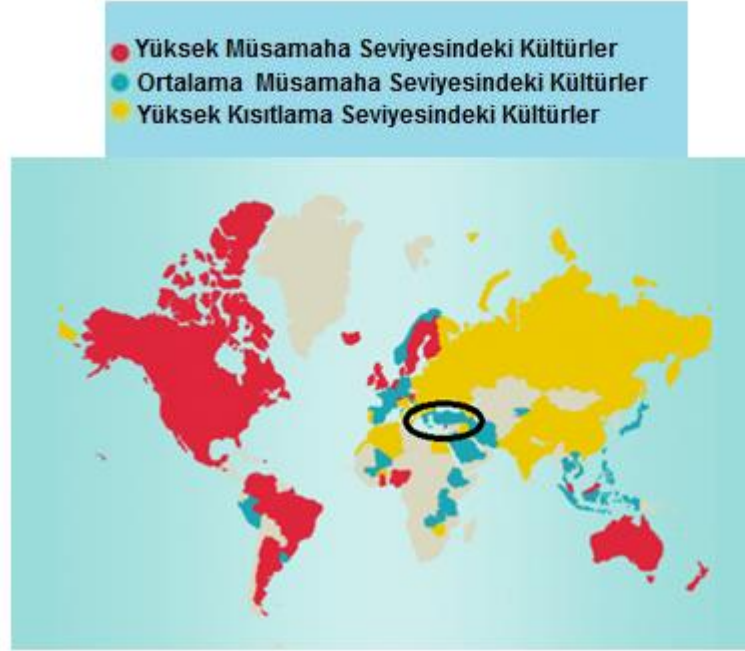 Yüksek Müsamaha Seviyesindeki Kültürler
Ortalama Müsamaha Seviyesindeki Kültürler
Yüksek Kısıtlama Seviyesindeki Kültürler